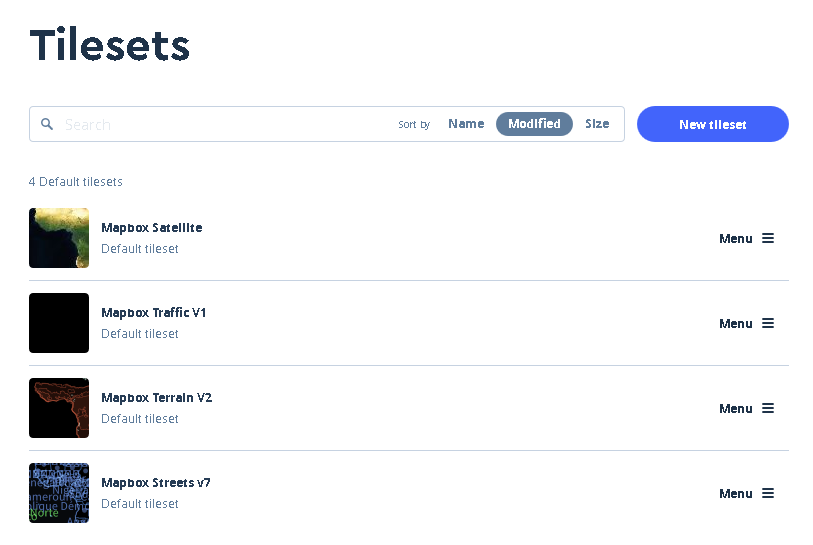 Tilesets
Search
Sort by Name Modified Size
New tileset
4 Default tilesets
Mapbox Satellite
Default tileset
Menu
Mapbox Traffic V1
Default tileset
Menu
Mapbox Terrain V2
Default tileset
Menu
Mapbox Streets v7
Default tileset
Menu
Norte